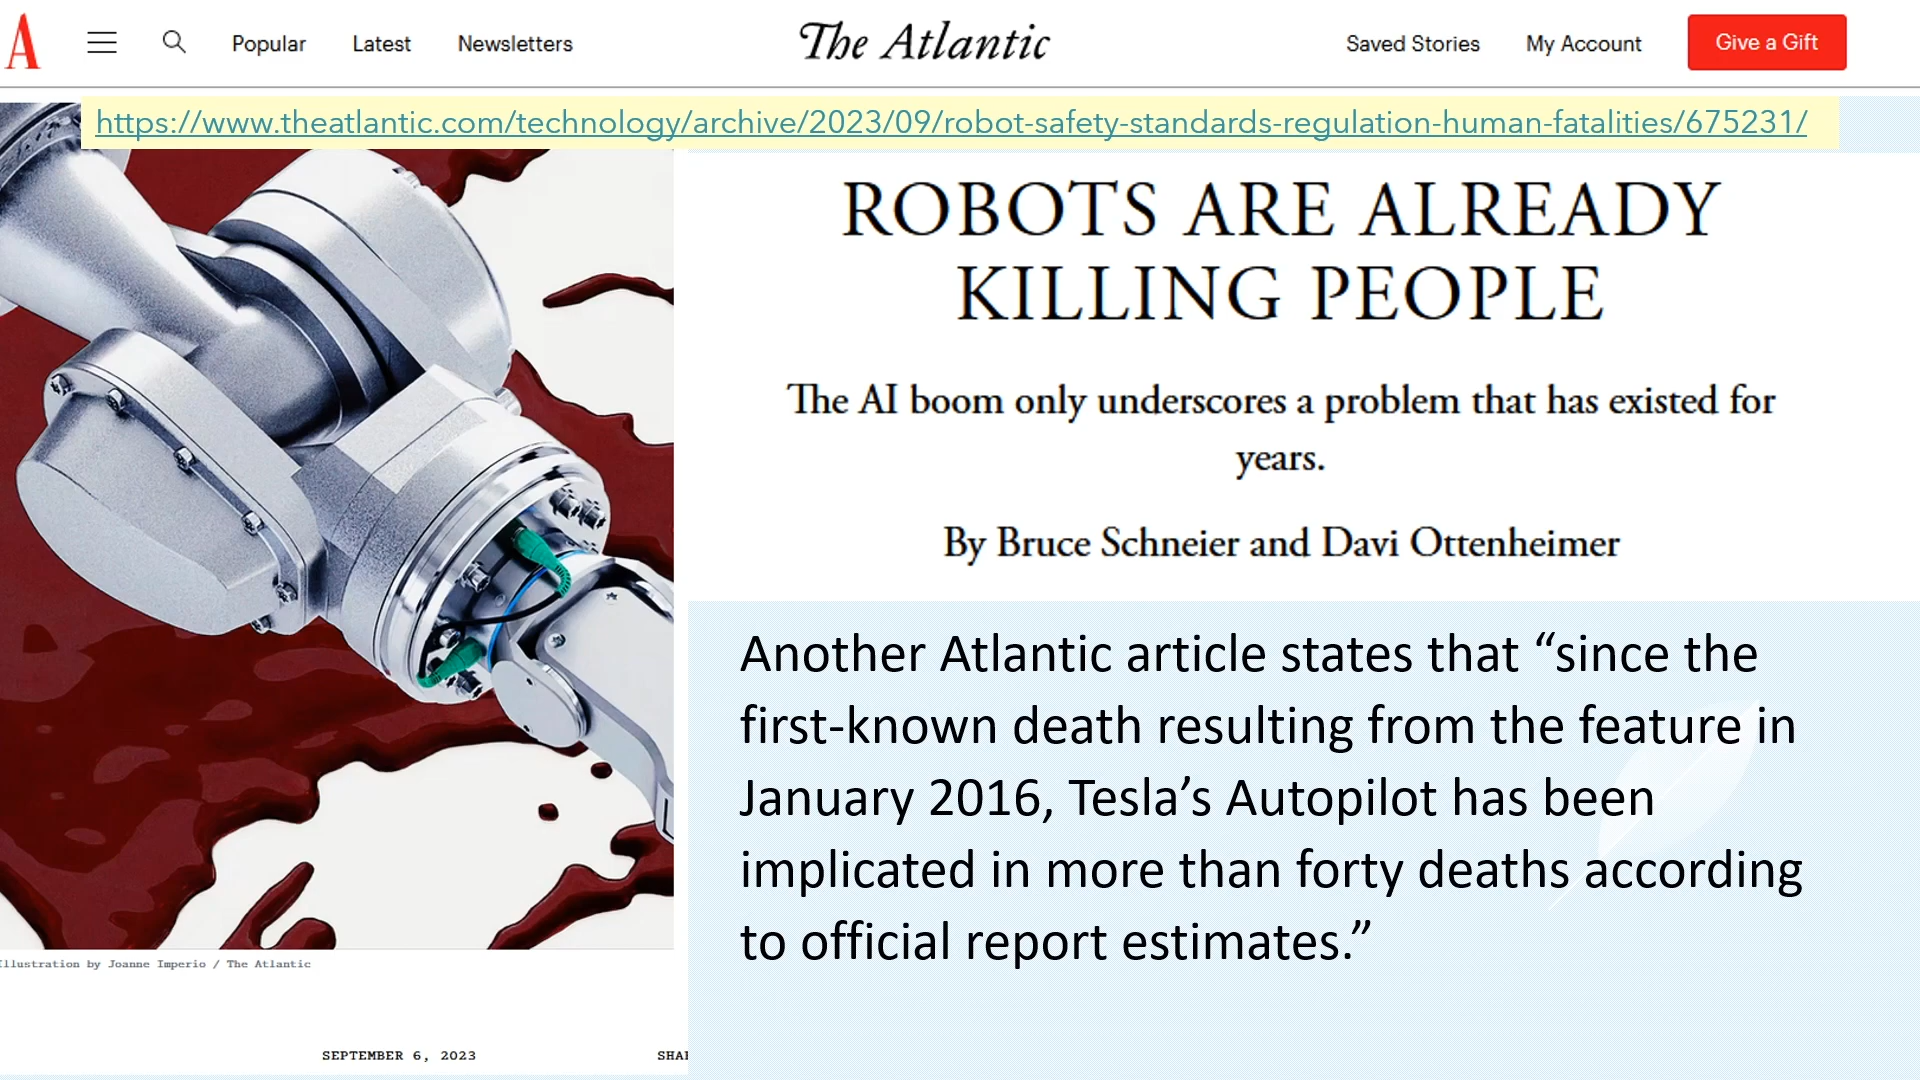 A Popular Latest Newsletters The Atlantic Saved Stories My Account Give a Gift
https://www.theatlantic.com/technology/archive/2023/09/robot-safety-standards-regulation-human-fatalities/675231/
ROBOTS ARE ALREADY
KILLING PEOPLE
The AI boom only underscores a problem that has existed for
years.
By Bruce Schneier and Davi Ottenheimer
Another Atlantic article states that “since the
first-known death resulting from the feature in
January 2016, Tesla’s Autopilot has been
implicated in more than forty deaths according
to official report estimates.”
Illustration by Joanne Imperio / The Atlantic
SEPTEMBER 6, 2023